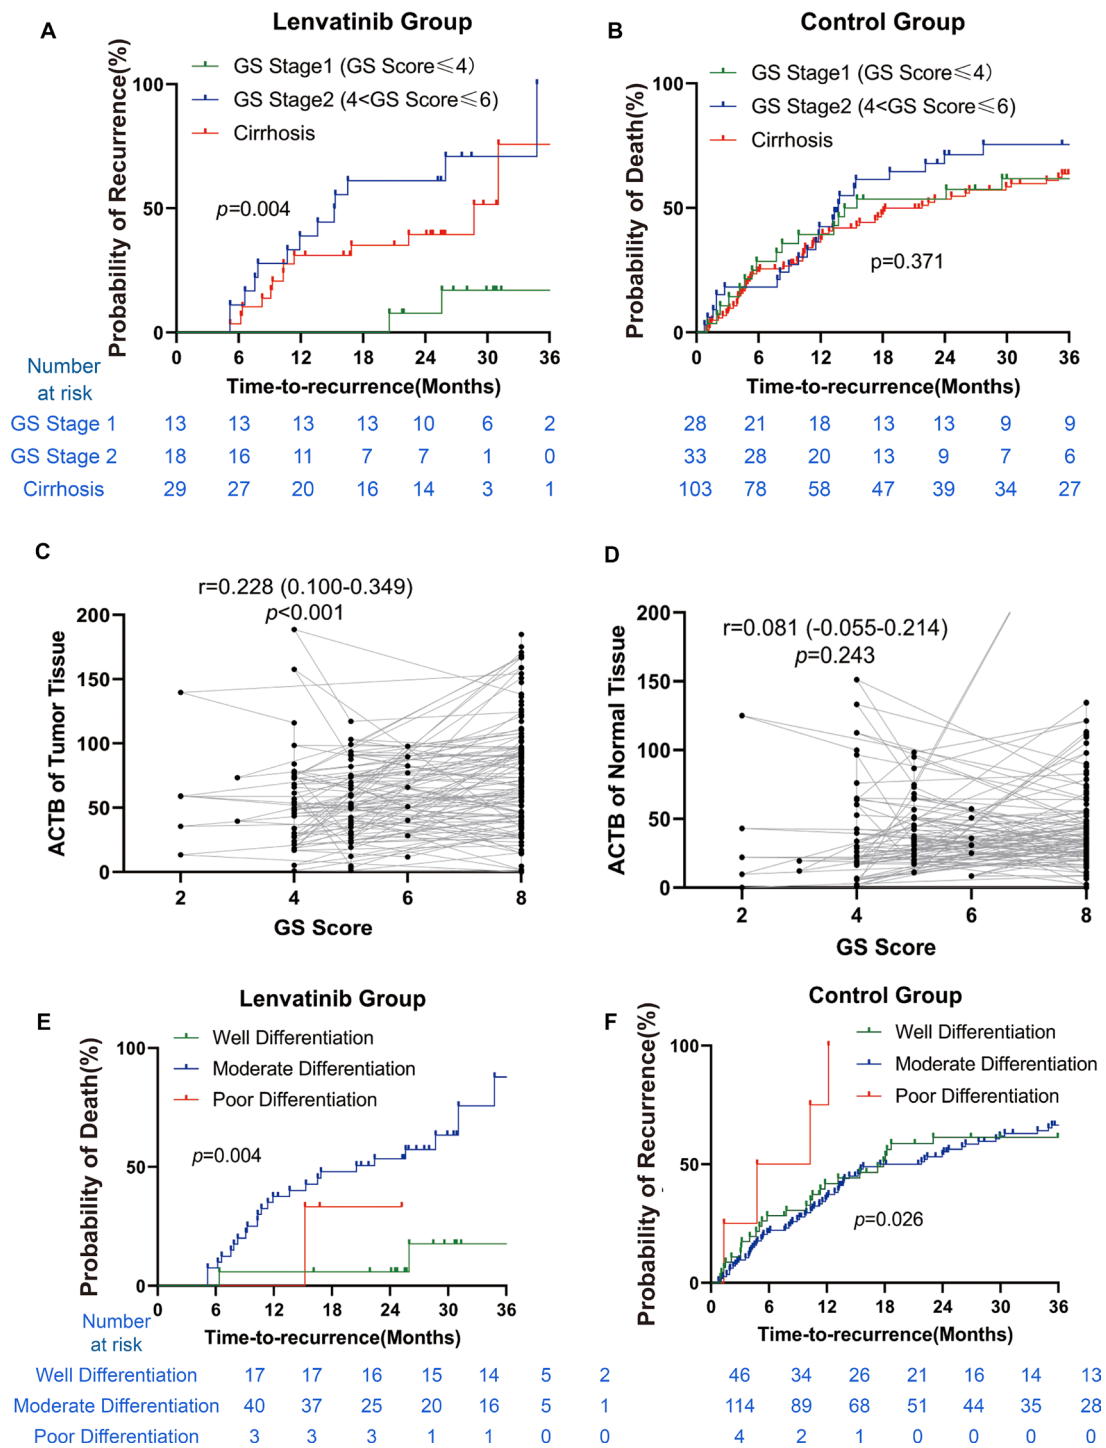 A
Lenvatinib Group
Probability of Recurrence(%)
GS Stage1 (GS Score≤4)
GS Stage2 (4<GS Score≤6)
Cirrhosis
100
50
0
p=0.004
0 6 12 18 24 30 36
Time-to-recurrence(Months)
B
Control Group
Probability of Death(%)
GS Stage1 (GS Score≤4)
GS Stage2 (4<GS Score≤6)
Cirrhosis
100
50
0
p=0.371
0 6 12 18 24 30 36
Time-to-recurrence(Months)
Number
at risk
GS Stage 1 13 13 13 13 10 6 2 28 21 18 13 13 9 9
GS Stage 2 18 16 11 7 7 1 0 33 28 20 13 9 7 6
Cirrhosis 29 27 20 16 14 3 1 103 78 58 47 39 34 27
C
r=0.228 (0.100-0.349)
p<0.001
ACTB of Tumor Tissue
200
150
100
50
0
2 4 6 8
GS Score
D
r=0.081 (-0.055-0.214)
p=0.243
ACTB of Normal Tissue
200
150
100
50
0
2 4 6 8
GS Score
E
Lenvatinib Group
Probability of Death(%)
Well Differentiation
Moderate Differentiation
Poor Differentiation
100
50
0
p=0.004
0 6 12 18 24 30 36
Time-to-recurrence(Months)
F
Control Group
Probability of Recurrence(%)
Well Differentiation
Moderate Differentiation
Poor Differentiation
100
50
0
p=0.026
0 6 12 18 24 30 36
Time-to-recurrence(Months)
Number
at risk
Well Differentiation 17 17 16 15 14 5 2 46 34 26 21 16 14 13
Moderate Differentiation 40 37 25 20 16 5 1 114 89 68 51 44 35 28
Poor Differentiation 3 3 3 1 1 0 0 4 2 1 0 0 0 0